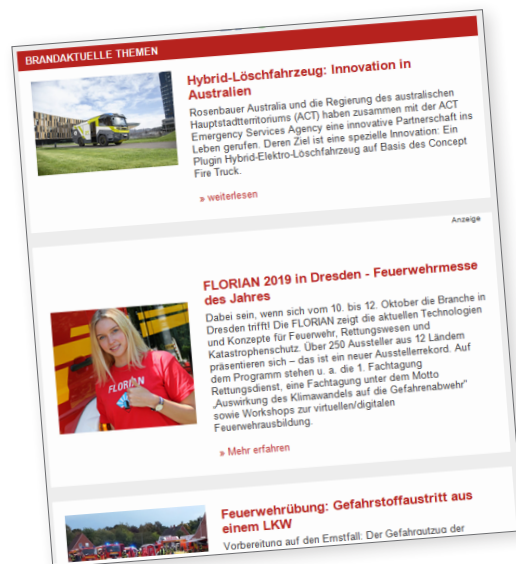 BRANDAKTUELLE THEMEN
Hybrid-Löschfahrzeug: Innovation in
Australien
Rosenbauer Australia und die Regierung des australischen
Hauptstadtterritoriums (ACT) haben zusammen mit der ACT
Emergency Services Agency eine innovative Partnerschaft ins
Leben gerufen. Deren Ziel ist eine spezielle Innovation: Ein
Plugin Hybrid-Elektro-Löschfahrzeug auf Basis des Concept
Fire Truck.
» weiterlesen
Anzeige
FLORIAN 2019 in Dresden - Feuerwehrmesse
des Jahres
Dabei sein, wenn sich vom 10. bis 12. Oktober die Branche in
Dresden trifft! Die FLORIAN zeigt die aktuellen Technologien
und Konzepte für Feuerwehr, Rettungswesen und
Katastrophenschutz. Über 250 Aussteller aus 12 Ländern
präsentieren sich – das ist ein neuer Ausstellerrekord. Auf
dem Programm stehen u. a. die 1. Fachtagung
Rettungsdienst, eine Fachtagung unter dem Motto
„Auswirkung des Klimawandels auf die Gefahrenabwehr"
sowie Workshops zur virtuellen/digitalen
Feuerwehrausbildung.
FLORIAN
» Mehr erfahren
Feuerwehrübung: Gefahrstoffaustritt aus
einem LKW
Vorbereitung auf den Ernstfall: Der Gefahrgutzug der